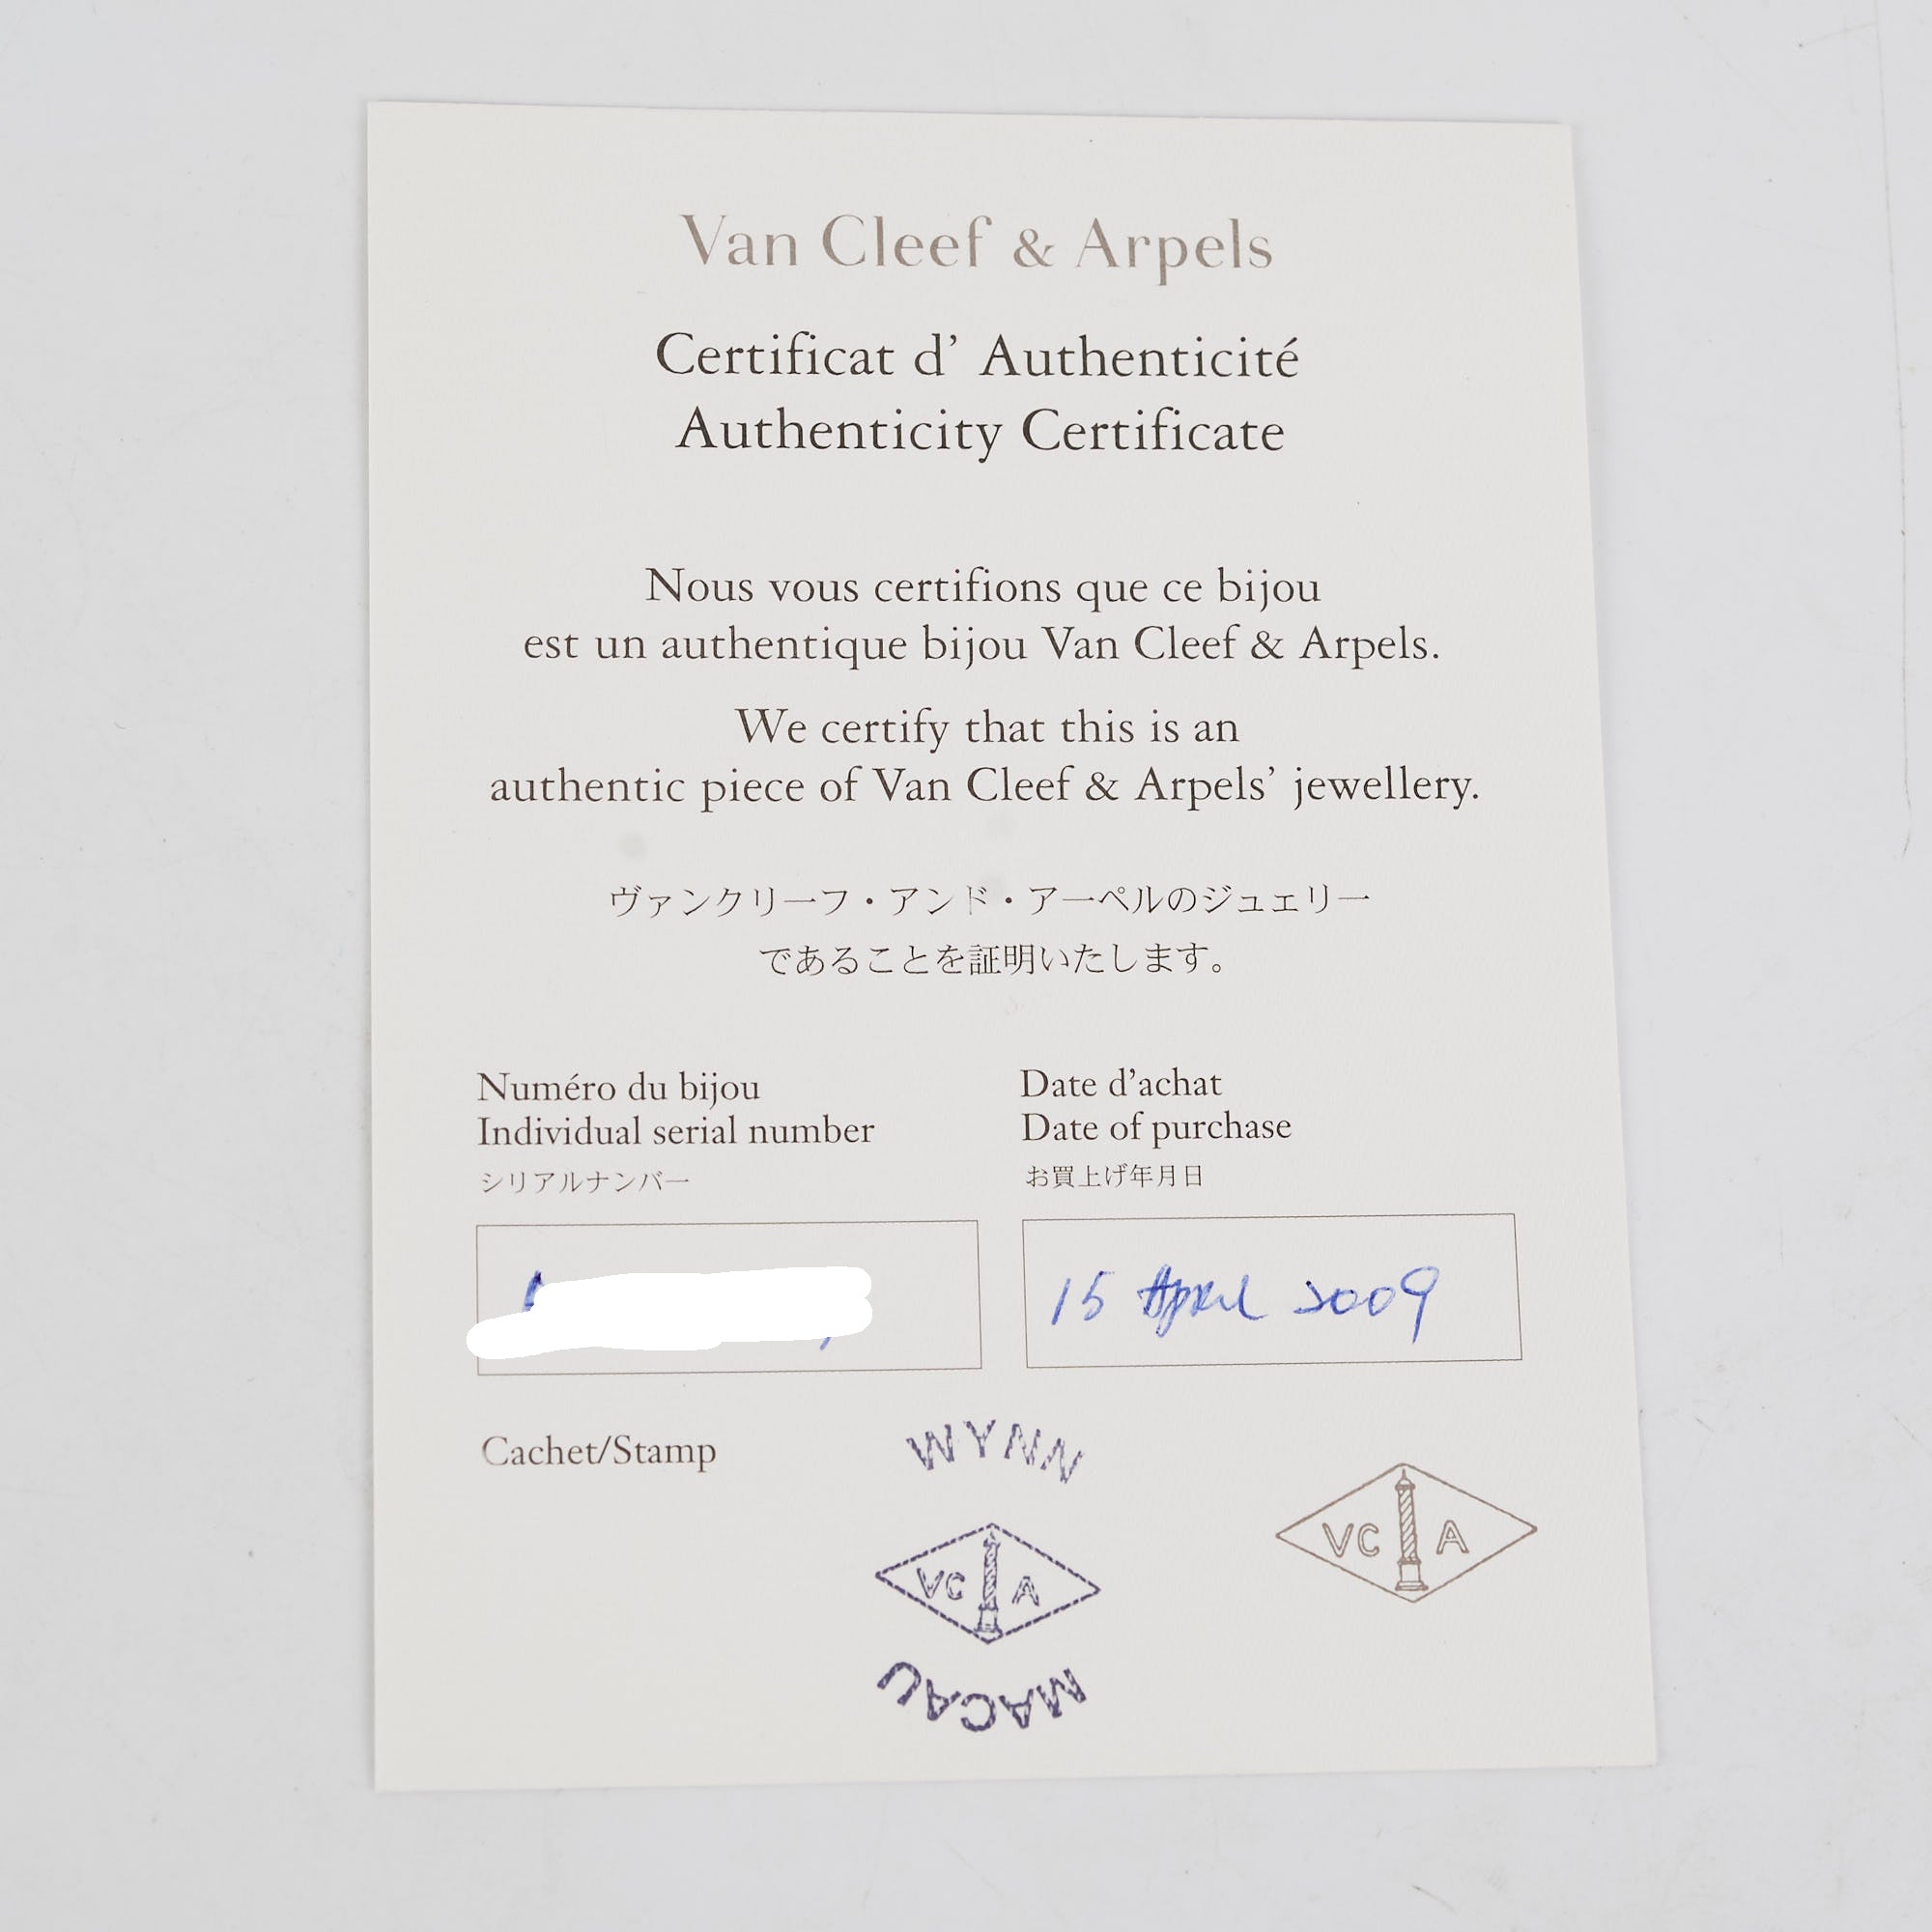 Van Cleef & Arpels
Certificat d' Authenticité
Authenticity Certificate
Nous vous certifions que ce bijou
est un authentique bijou Van Cleef & Arpels.
We certify that this is an
authentic piece of Van Cleef & Arpels' jewellery.
ヴァンクリーフ・アンド・アーペルのジュェリー
であることを証明いたします。
Numéro du bijou
Individual serial number
シリアルナンバー
Date d'achat
Date of purchase
お買上げ年月日
15 April 2009
Cachet/Stamp
WYNN
VC A
MACAU
VC A